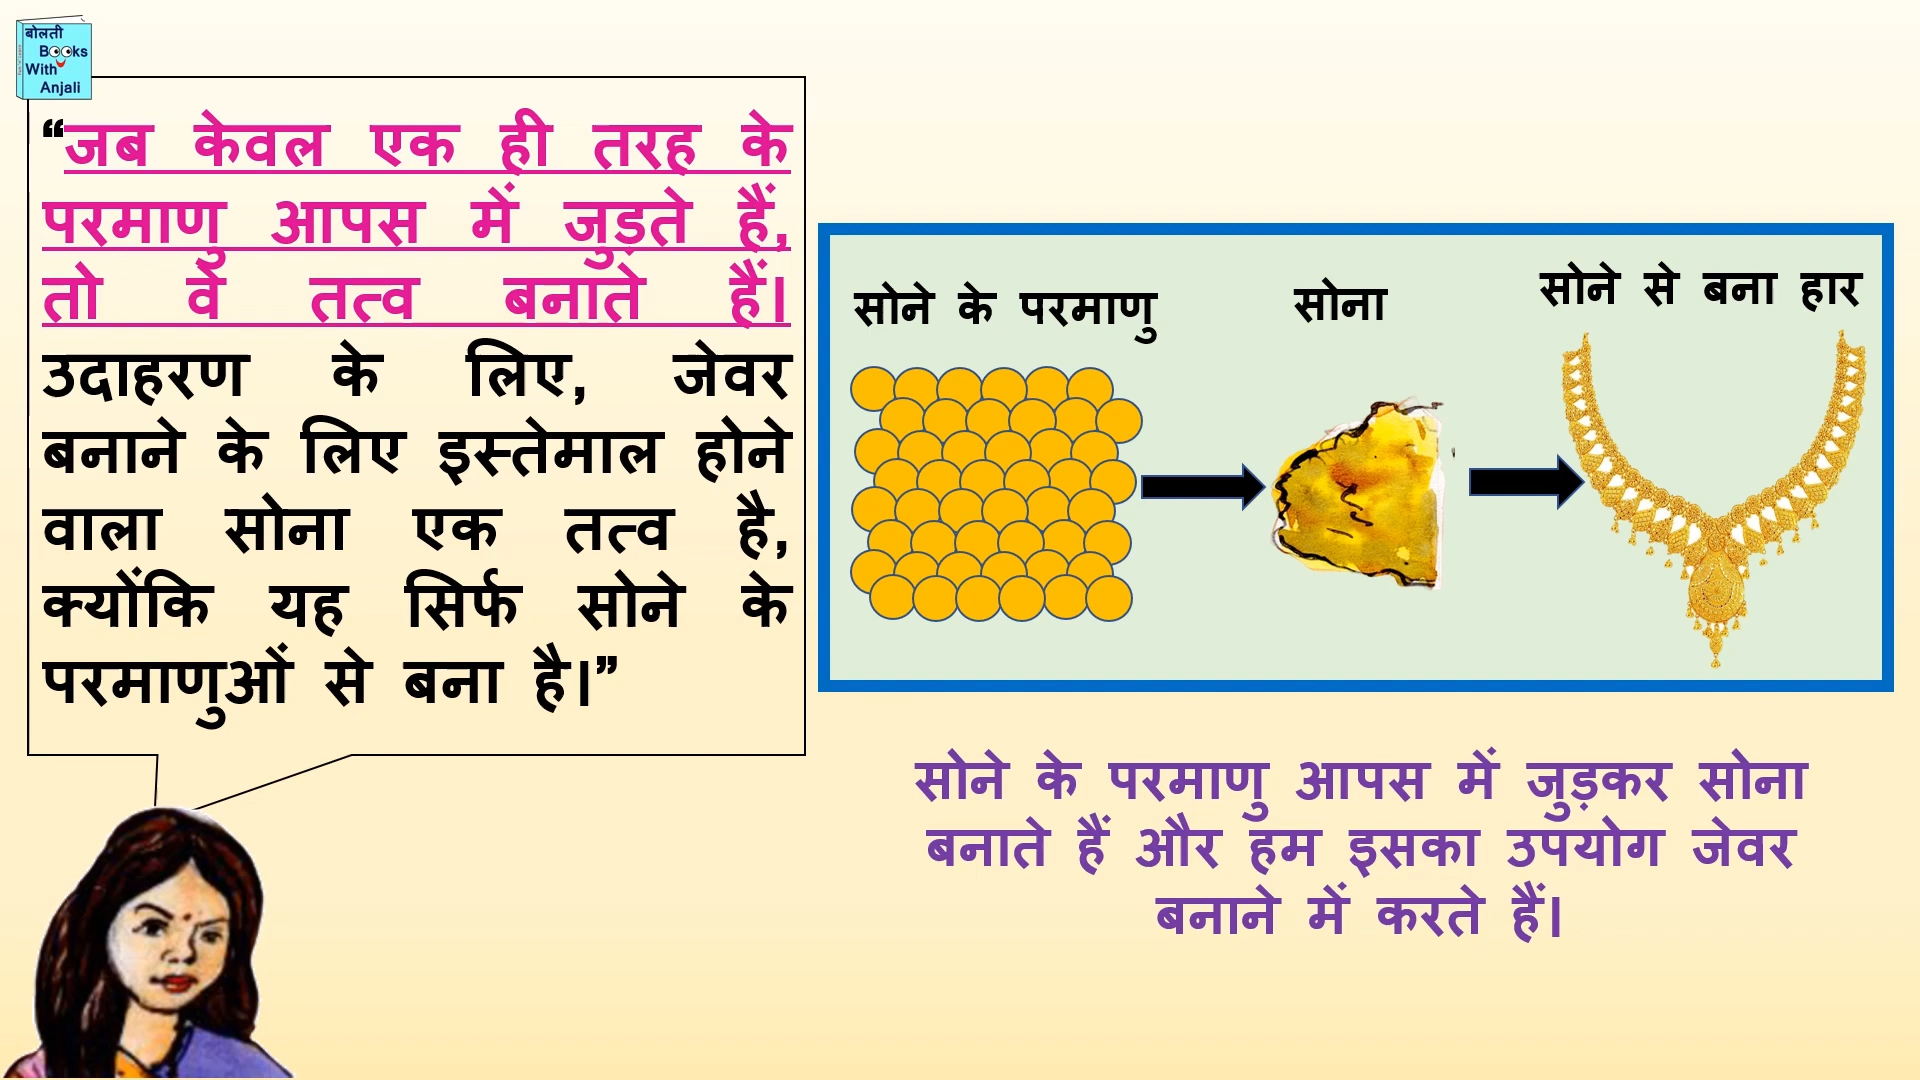 बोलती
Books
With
Anjali
“जब केवल एक ही तरह के
परमाणु आपस में जुड़ते हैं,
तो वे तत्व बनाते हैं।
उदाहरण के लिए, जेवर
बनाने के लिए इस्तेमाल होने
वाला सोना एक तत्व है,
क्योंकि यह सिर्फ सोने के
परमाणुओं से बना है।”
सोने के परमाणु
सोना
सोने से बना हार
सोने के परमाणु आपस में जुड़कर सोना
बनाते हैं और हम इसका उपयोग जेवर
बनाने में करते हैं।